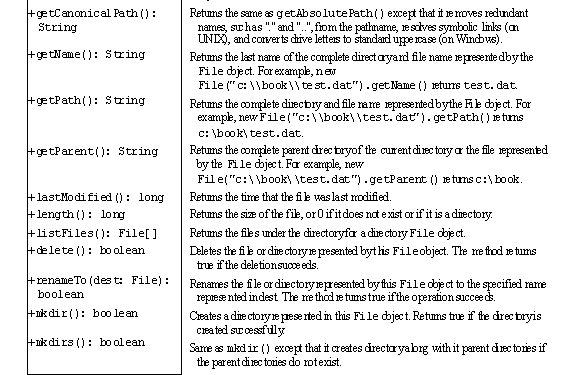 +getCanonicalPath(): String
Returns the same as getAbsolutePath() except that it removes redundant
names, such as "." and "..", from the pathname, resolves symbolic links (on
UNIX), and converts drive letters to standard uppercase (on Windows).
+getName(): String
Returns the last name of the complete directory and file name represented by the
File object. For example, new
File("c:\\book\\test.dat").getName() returns test.dat.
+getPath(): String
Returns the complete directory and file name represented by the File object. For
example, new File("c:\\book\\test.dat").getPath() returns
c:\book\test.dat.
+getParent(): String
Returns the complete parent directory of the current directory or the file represented
by the File object. For example, new
File("c:\\book\\test.dat").getParent() returns c:\book.
+lastModified(): long
Returns the time that the file was last modified.
+length(): long
Returns the size of the file, or 0 if it does not exist or if it is a directory.
+listFiles(): File[]
Returns the files under the directory for a directory File object.
+delete(): boolean
Deletes the file or directory represented by this File object. The method returns
true if the deletion succeeds.
+renameTo(dest: File): boolean
Renames the file or directory represented by this File object to the specified name
represented in dest. The method returns true if the operation succeeds.
+mkdir(): boolean
Creates a directory represented in this File object. Returns true if the directory is
created successfully.
+mkdirs(): boolean
Same as mkdir() except that it creates directory along with it parent directories if
the parent directories do not exist.